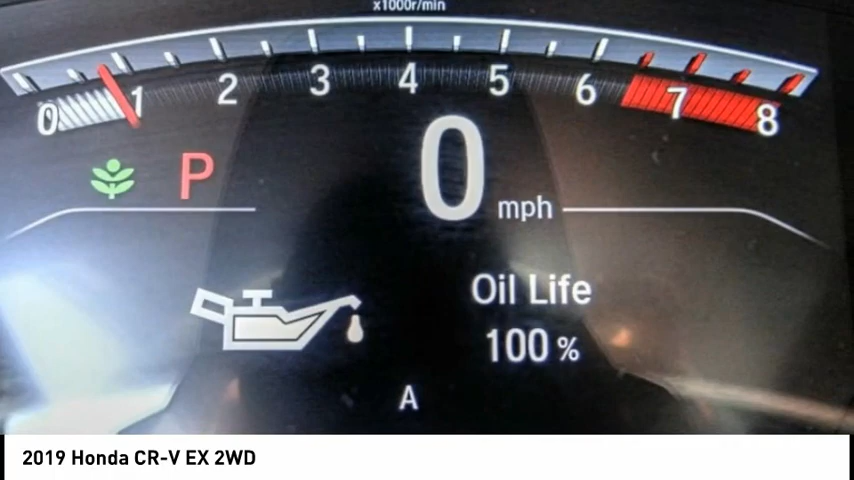 x1000r/min
0 1 2 3 4 5 6 7 8
P
0 mph
Oil Life
100 %
A
2019 Honda CR-V EX 2WD